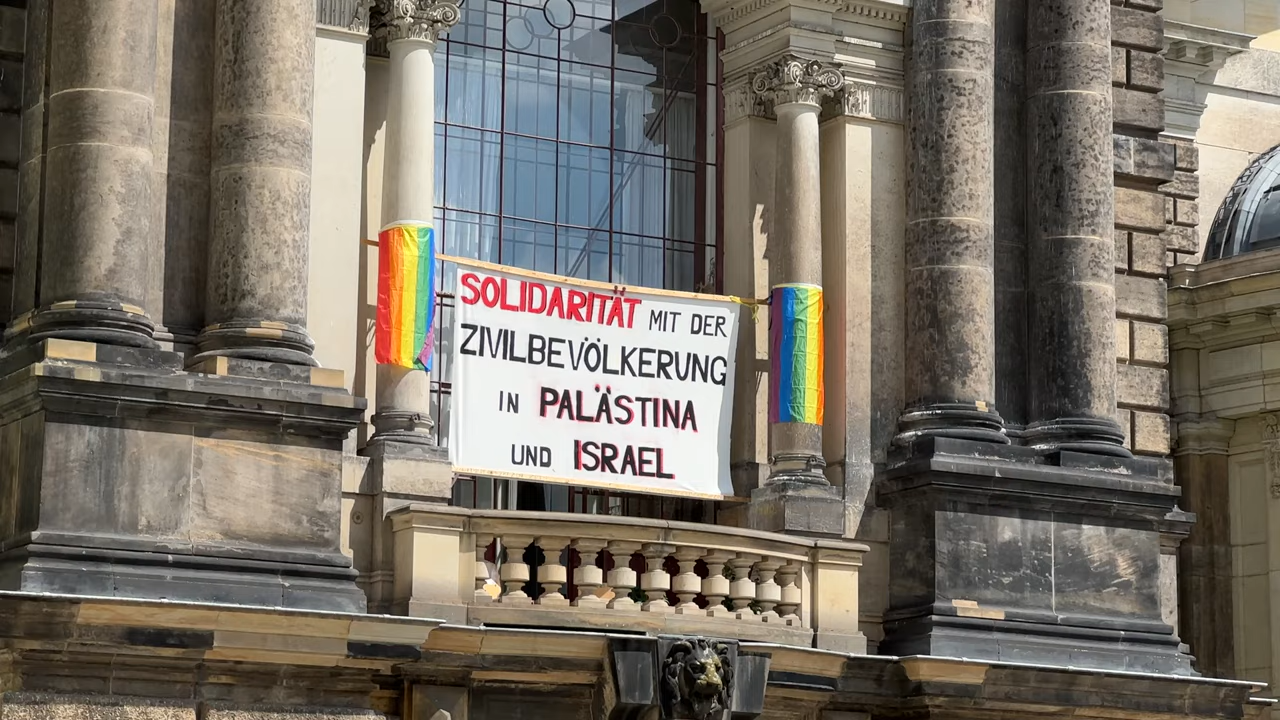 SOLIDARITÄT MIT DER
ZIVILBEVÖLKERUNG
IN PALÄSTINA
UND ISRAEL